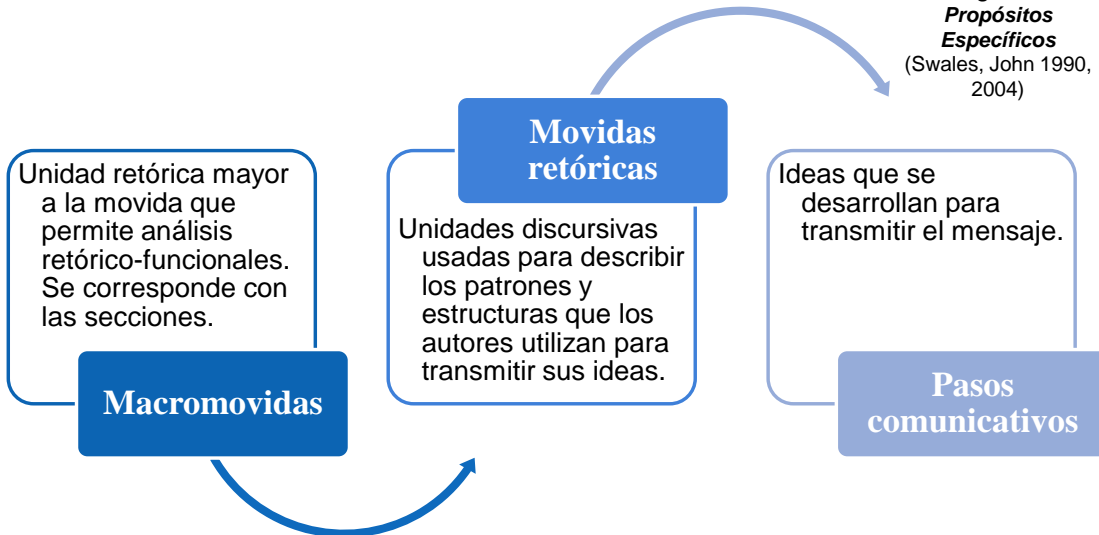 Propósitos
Específicos
(Swales, John 1990,
2004)
Unidad retórica mayor
a la movida que
permite análisis
retórico-funcionales.
Se corresponde con
las secciones.
Macromovidas
Movidas
retóricas
Unidades discursivas
usadas para describir
los patrones y
estructuras que los
autores utilizan para
transmitir sus ideas.
Ideas que se
desarrollan para
transmitir el mensaje.
Pasos
comunicativos